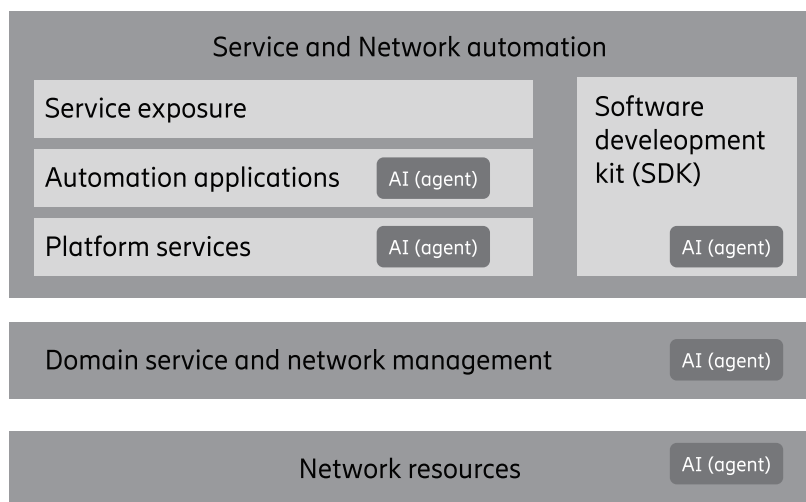 Service and Network automation
Service exposure
Automation applications
AI (agent)
Platform services
AI (agent)
Software
develeopment
kit (SDK)
AI (agent)
Domain service and network management
AI (agent)
Network resources
AI (agent)